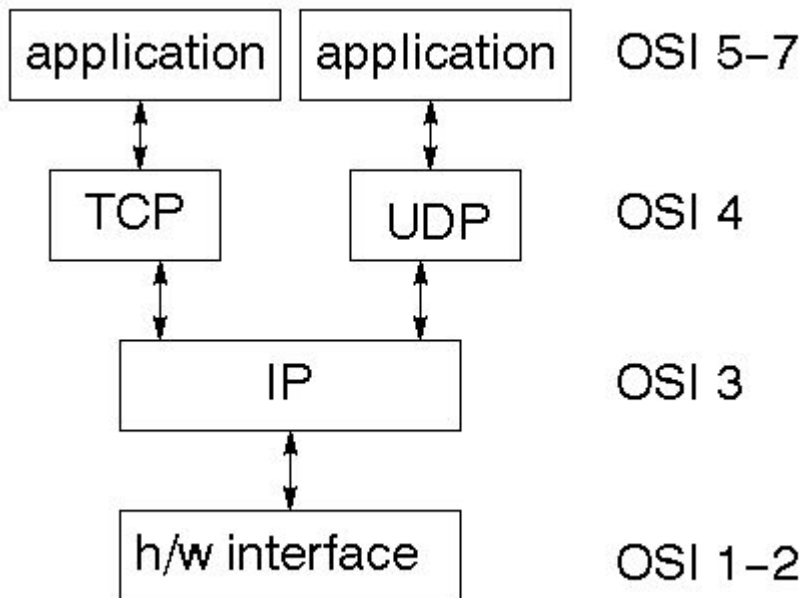 application application OSI 5–7
TCP UDP OSI 4
IP OSI 3
h/w interface OSI 1–2